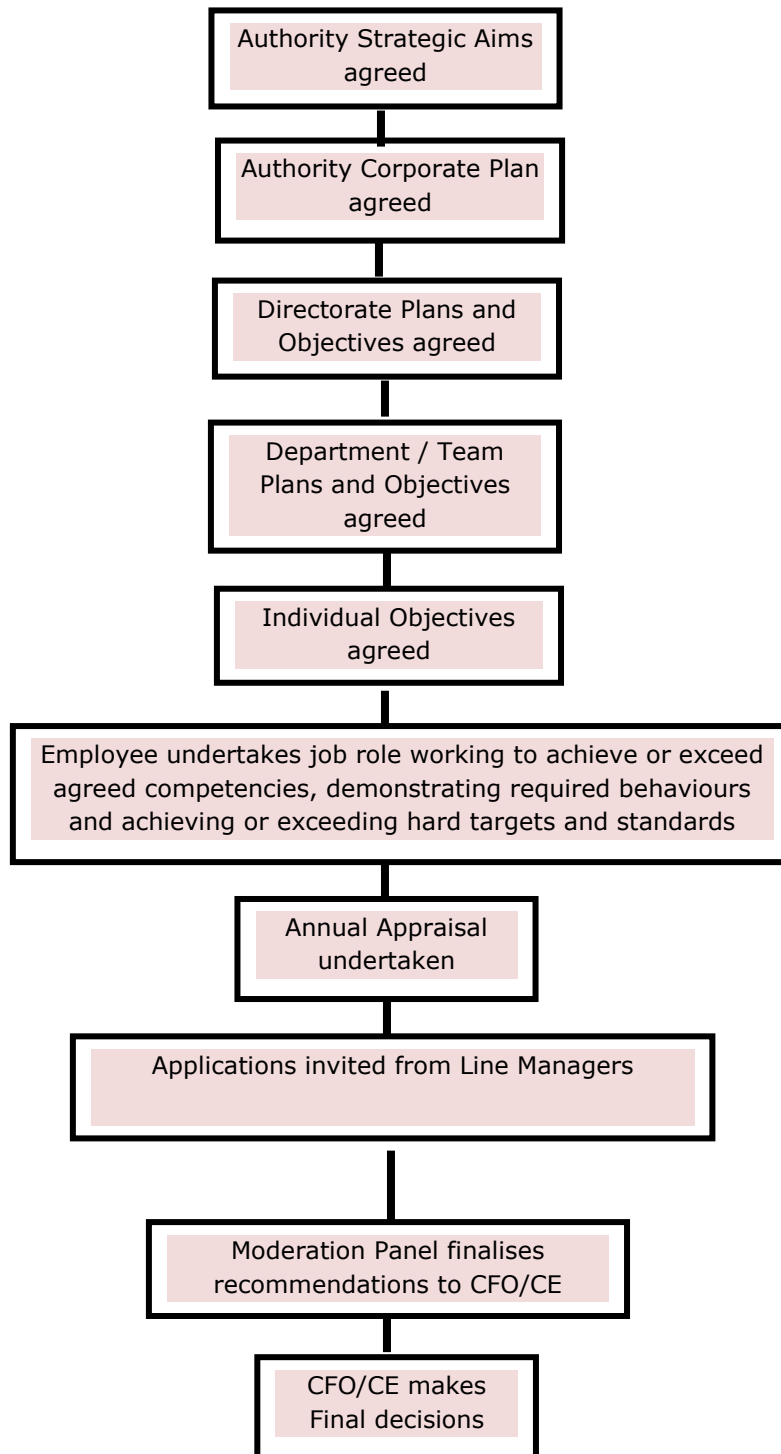 Authority Strategic Aims
agreed
Authority Corporate Plan
agreed
Directorate Plans and
Objectives agreed
Department / Team
Plans and Objectives
agreed
Individual Objectives
agreed
Employee undertakes job role working to achieve or exceed
agreed competencies, demonstrating required behaviours
and achieving or exceeding hard targets and standards
Annual Appraisal
undertaken
Applications invited from Line Managers
Moderation Panel finalises
recommendations to CFO/CE
CFO/CE makes
Final decisions